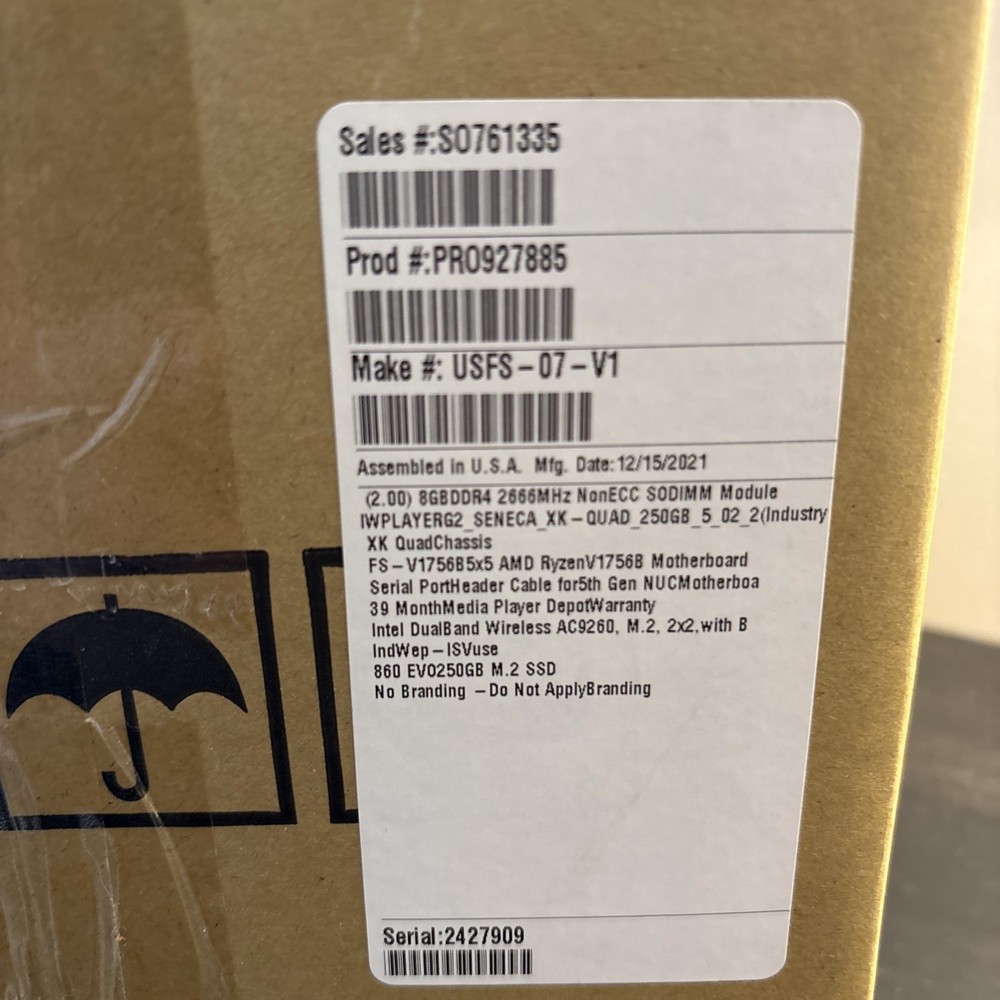 Sales #:SO761335
Prod #:PRO927885
Make #: USFS-07-V1
Assembled in U.S.A. Mfg. Date:12/15/2021
(2.00) 8GBDDR4 2666MHz NonECC SODIMM Module
IWPLAYERG2_SENECA_XK-QUAD_250GB_5_02_2(Industry
XK QuadChassis
FS-V1756B5x5 AMD RyzenV1756B Motherboard
Serial PortHeader Cable for5th Gen NUCMotherboa
39 MonthMedia Player DepotWarranty
Intel DualBand Wireless AC9260, M.2, 2x2,with B
IndWep-ISVuse
860 EVO250GB M.2 SSD
No Branding -Do Not ApplyBranding
Serial:2427909